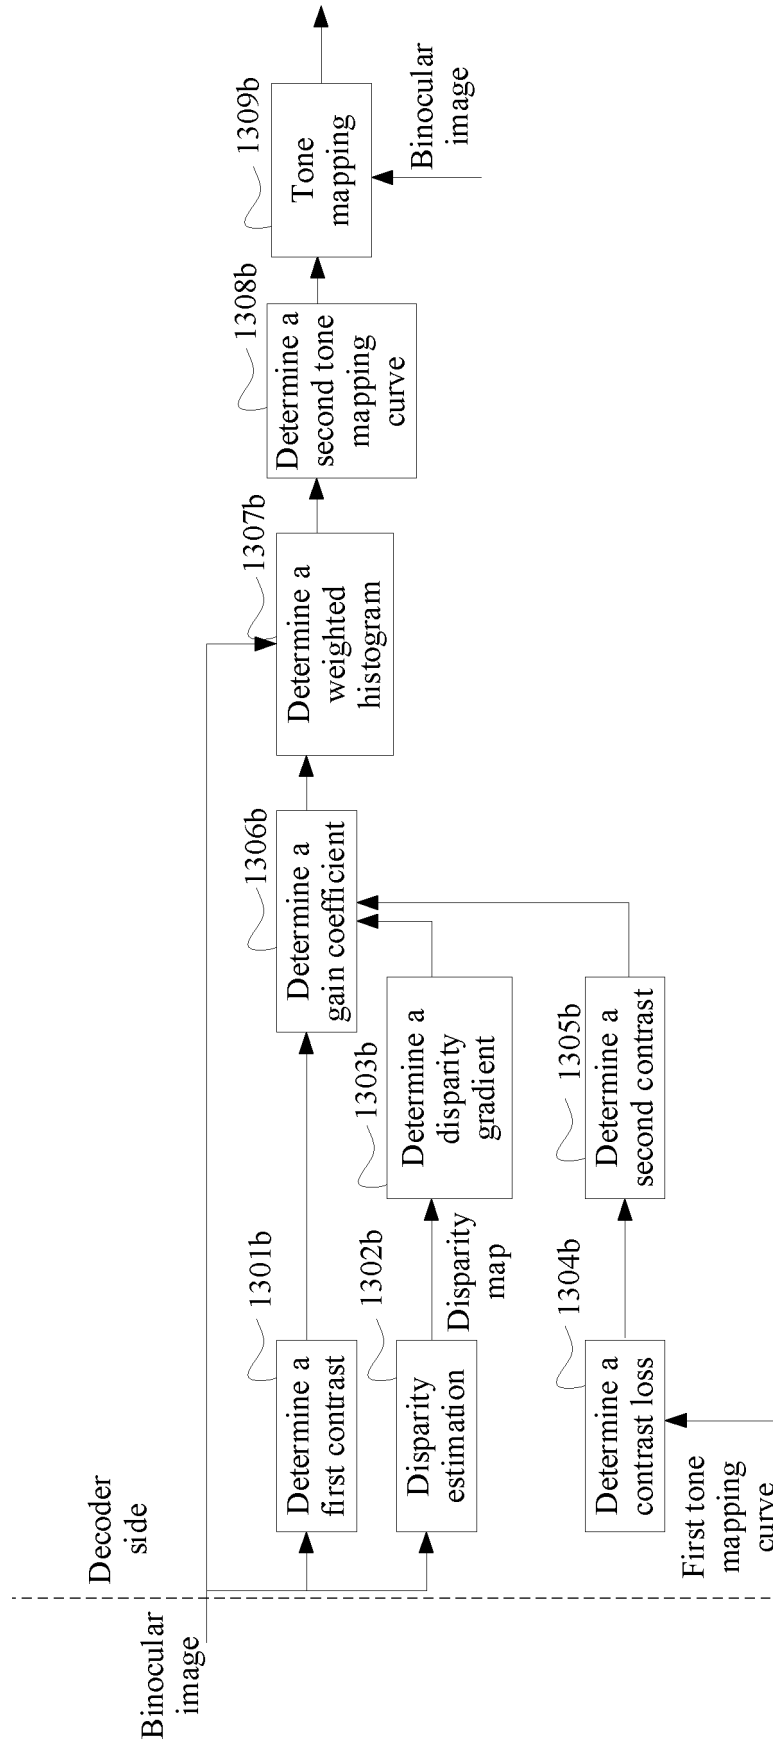 Binocular
image
Decoder
side
1301b
Determine a
first contrast
1302b
Disparity
estimation
Disparity
map
1303b
Determine a
disparity
gradient
1304b
Determine a
contrast loss
First tone
mapping
curve
1305b
Determine a
second contrast
1306b
Determine a
gain coefficient
1307b
Determine a
weighted
histogram
1308b
Determine a
second tone
mapping
curve
1309b
Tone
mapping
Binocular
image